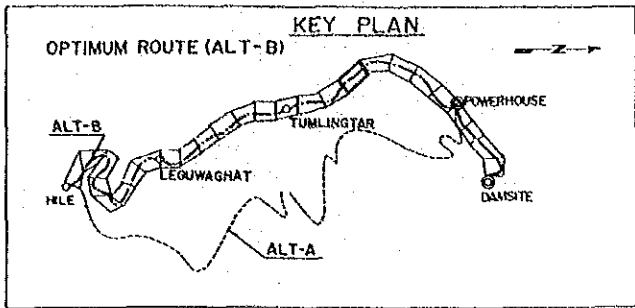 KEY PLAN
OPTIMUM ROUTE (ALT-B)
N
POWERHOUSE
TUMLINGTAR
ALT-B
LEGUWAGHAT
HILE
DAMSITE
ALT-A